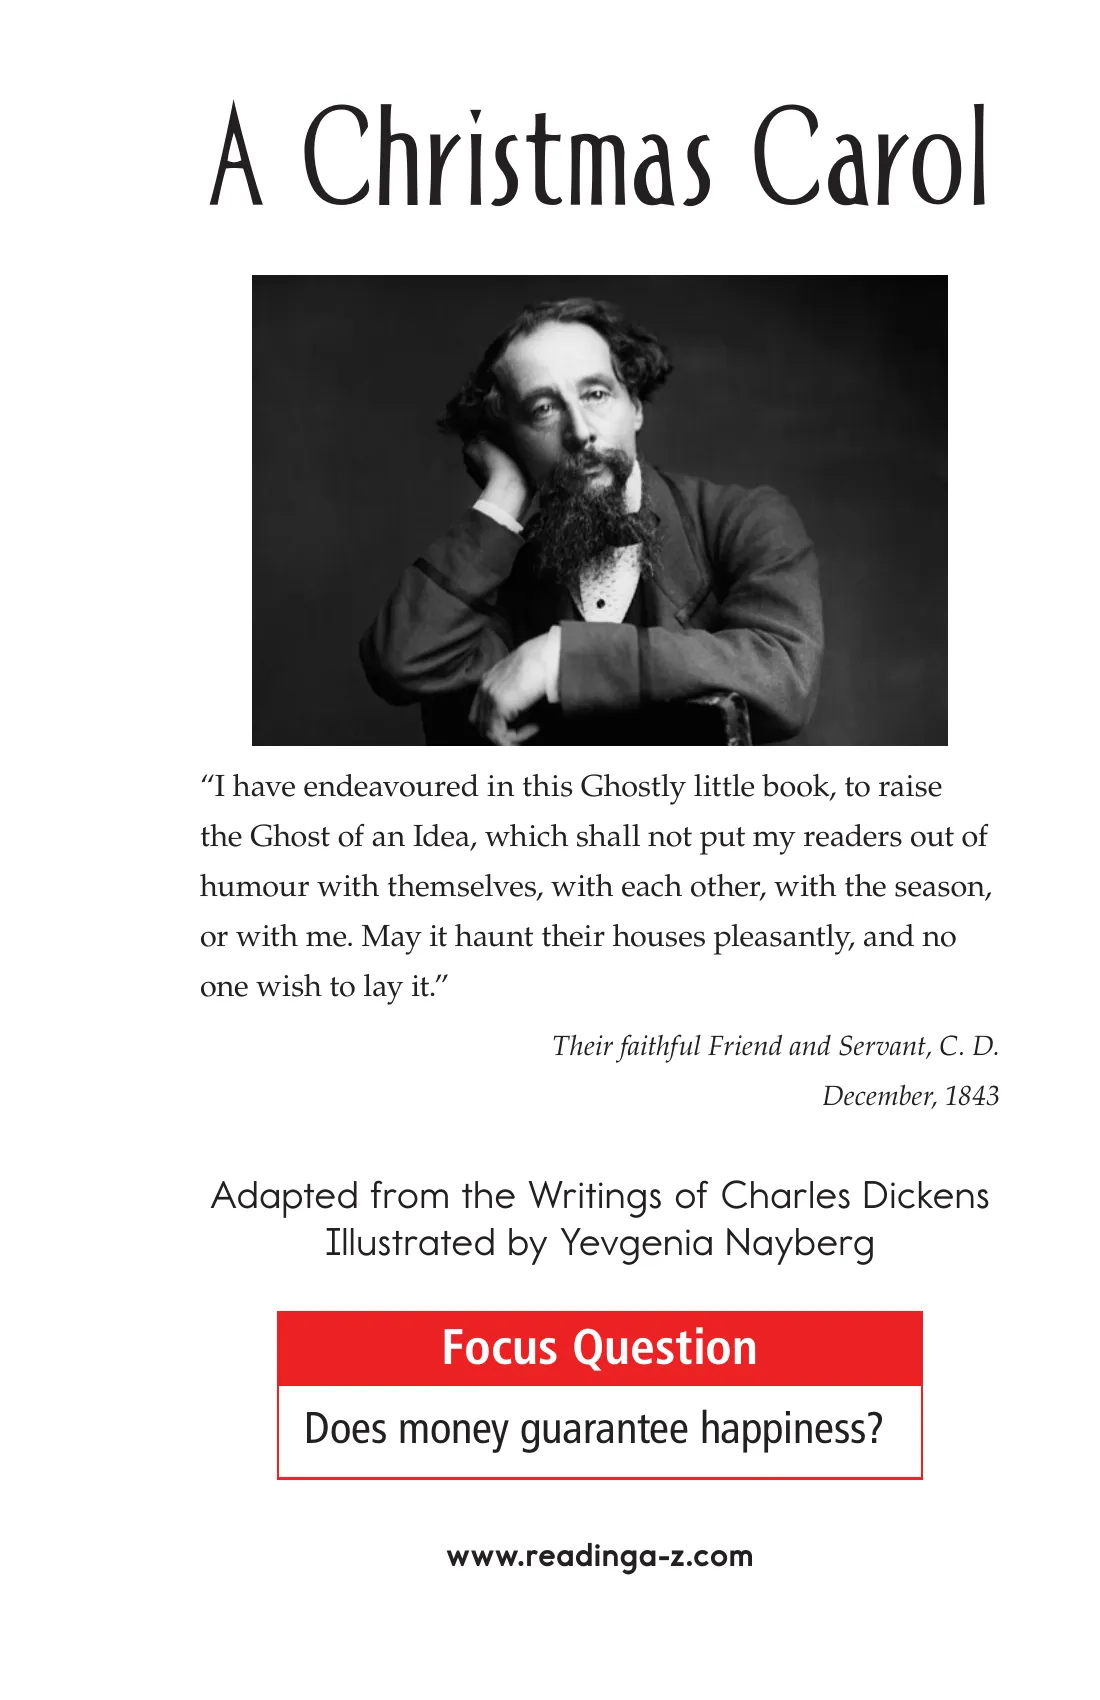 A Christmas Carol
“I have endeavoured in this Ghostly little book, to raise
the Ghost of an Idea, which shall not put my readers out of
humour with themselves, with each other, with the season,
or with me. May it haunt their houses pleasantly, and no
one wish to lay it.”
Their faithful Friend and Servant, C. D.
December, 1843
Adapted from the Writings of Charles Dickens
Illustrated by Yevgenia Nayberg
Focus Question
Does money guarantee happiness?
www.readinga-z.com